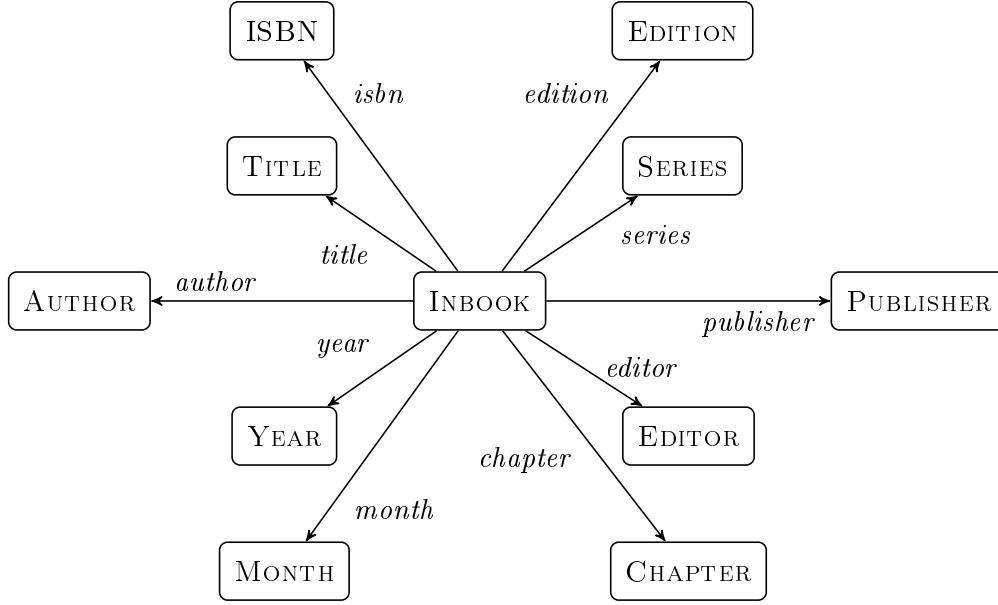 ISBN
EDITION
isbn
edition
TITLE
SERIES
title
series
AUTHOR
author
INBOOK
publisher
PUBLISHER
year
editor
YEAR
EDITOR
chapter
month
MONTH
CHAPTER